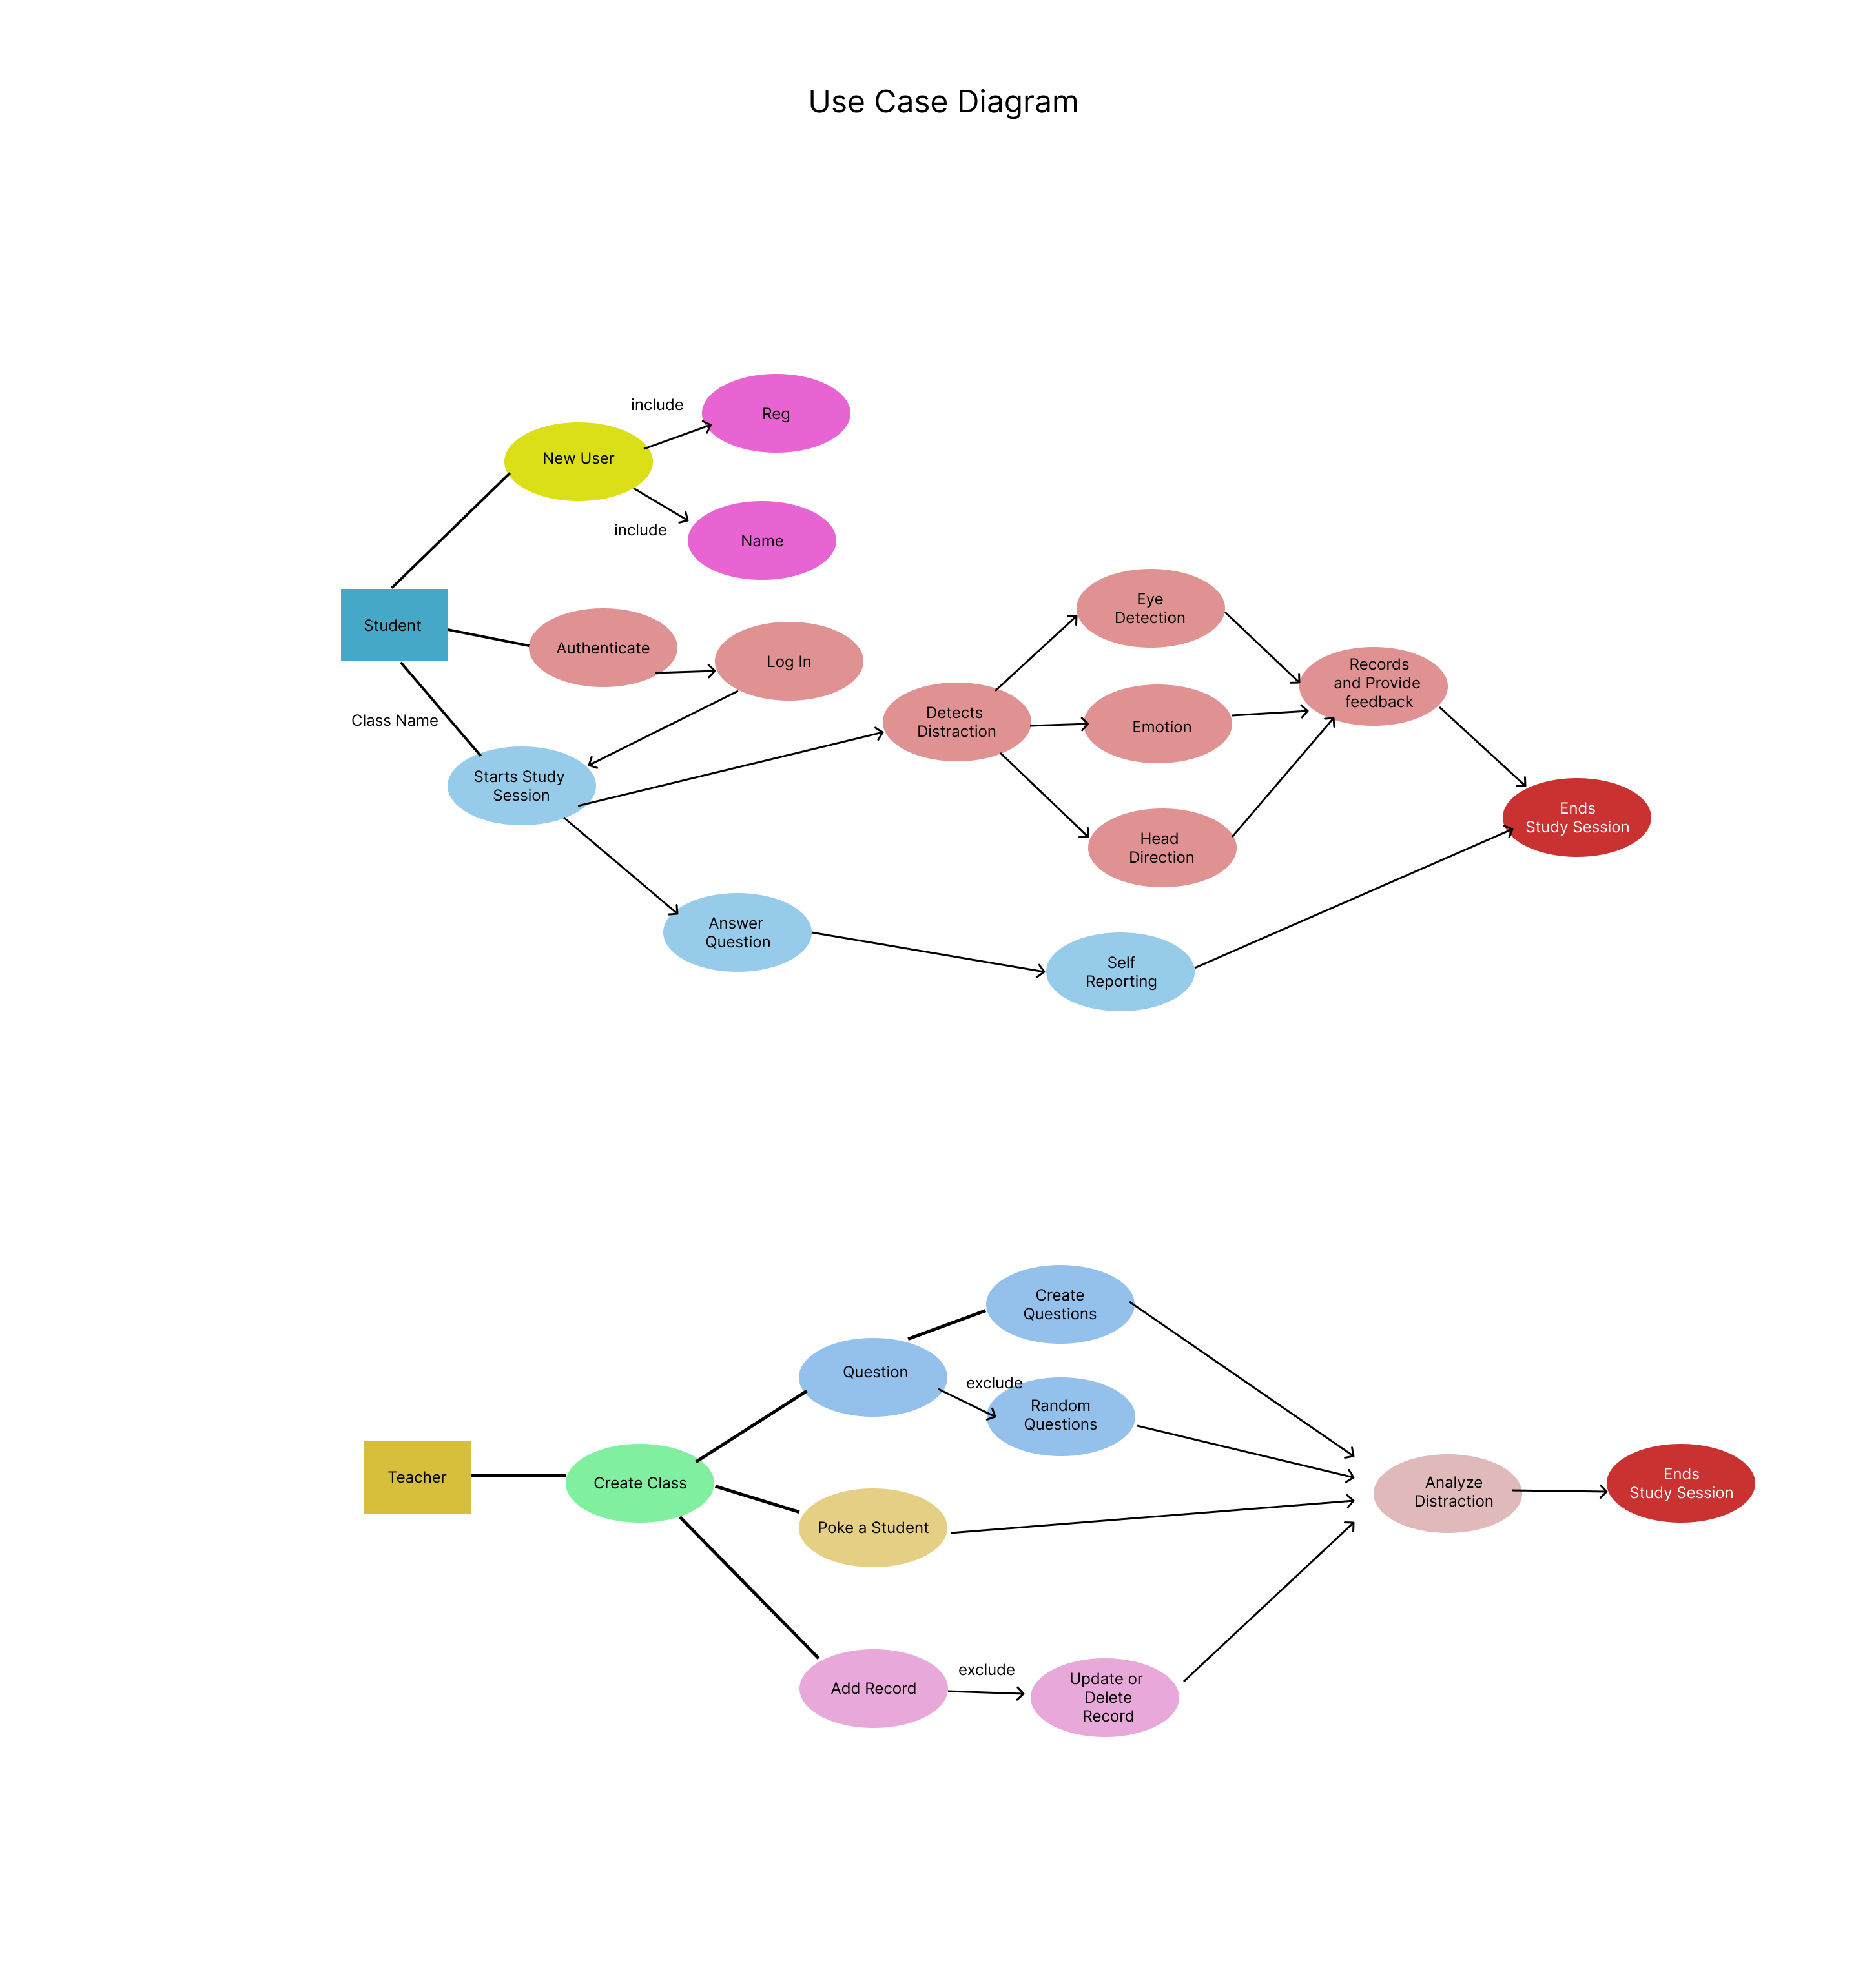 Use Case Diagram
include
Reg
New User
include
Name
Student
Authenticate
Log In
Class Name
Starts Study
Session
Detects
Distraction
Eye
Detection
Emotion
Head
Direction
Records
and Provide
feedback
Ends
Study Session
Answer
Question
Self
Reporting
Teacher
Create Class
Question
Create
Questions
exclude
Random
Questions
Poke a Student
Add Record
exclude
Update or
Delete
Record
Analyze
Distraction
Ends
Study Session